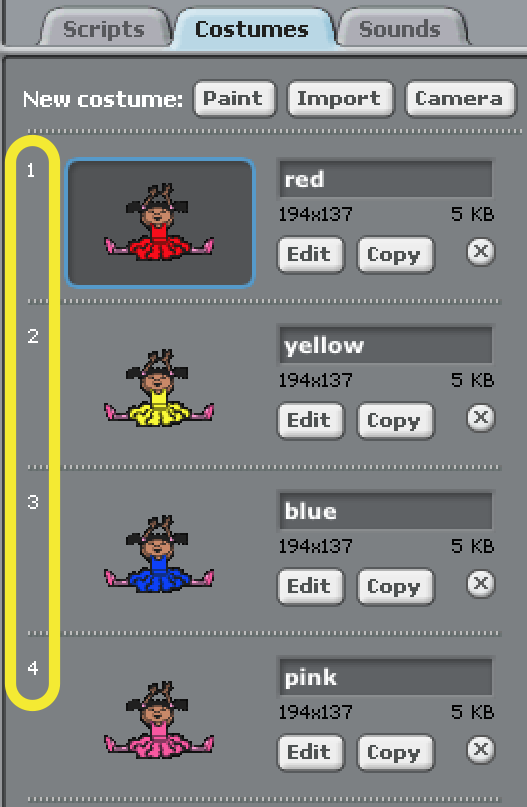 Scripts Costumes Sounds
New costume: Paint Import Camera
1
red
194x137 5 KB
Edit Copy
2
yellow
194x137 5 KB
Edit Copy
3
blue
194x137 5 KB
Edit Copy
4
pink
194x137 5 KB
Edit Copy